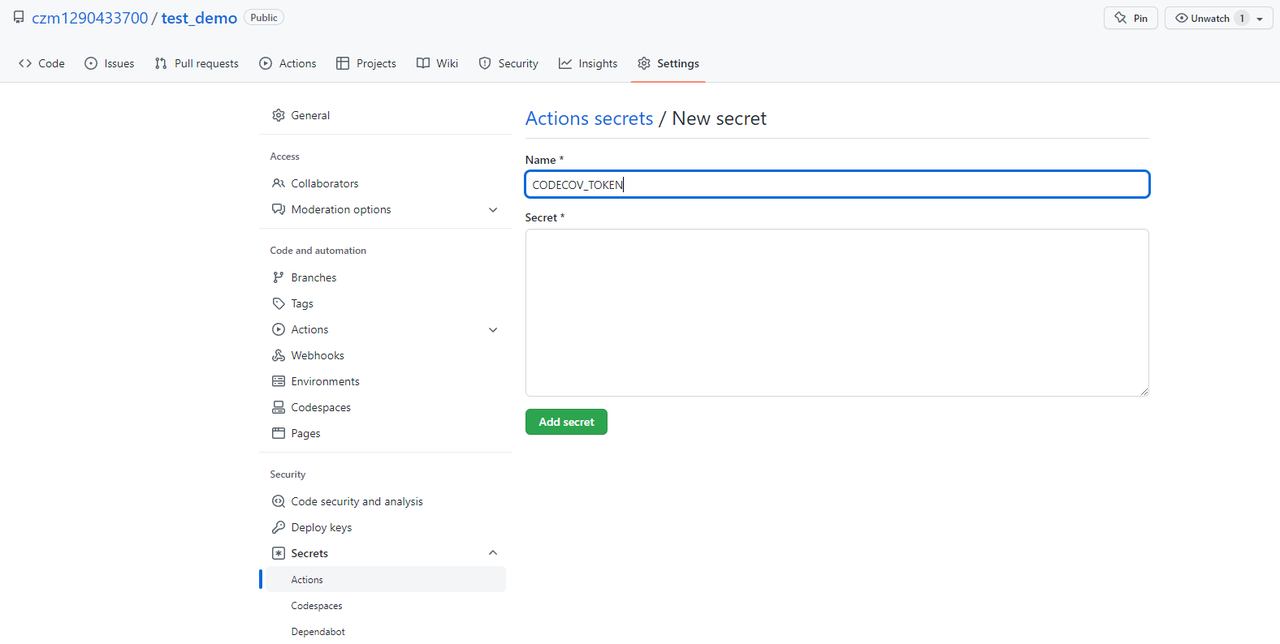 czm1290433700 / test_demo Public
Pin
Unwatch 1
Code Issues Pull requests Actions Projects Wiki Security Insights Settings
General
Access
Collaborators
Moderation options
Code and automation
Branches
Tags
Actions
Webhooks
Environments
Codespaces
Pages
Security
Code security and analysis
Deploy keys
Secrets
Actions
Codespaces
Dependabot
Actions secrets / New secret
Name *
CODECOV_TOKEN
Secret *
Add secret